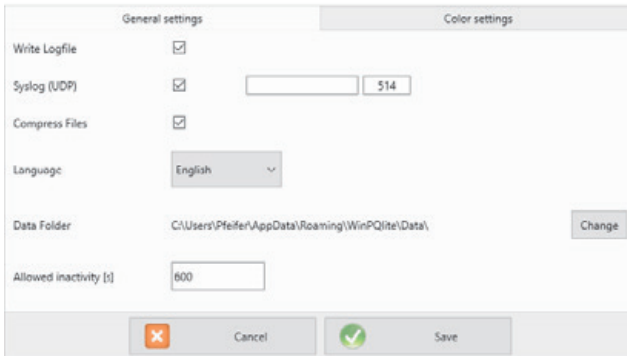 General settings Color settings
Write Logfile
Syslog (UDP) 514
Compress Files
Language English
Data Folder C:\Users\Pfeifer\AppData\Roaming\WinPQlite\Data\ Change
Allowed inactivity [s] 600
Cancel Save